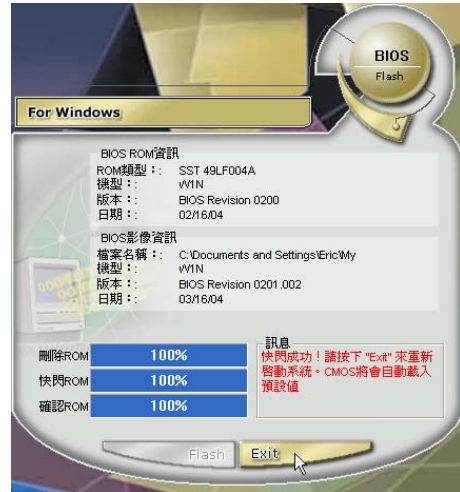 BIOS
Flash
For Windows
BIOS ROM資訊
ROM類型：: SST 49LF004A
機型：: W1N
版本：: BIOS Revision 0200
日期：: 02/16/04
BIOS影像資訊
檔案名稱：: C:\Documents and Settings\Eric\My
機型：: W1N
版本：: BIOS Revision 0201.002
日期：: 03/16/04
刪除ROM 100%
快閃ROM 100%
確認ROM 100%
訊息
快閃成功！請按下 "Exit" 來重新
啓動系統。CMOS將會自動載入
預設值
Flash Exit